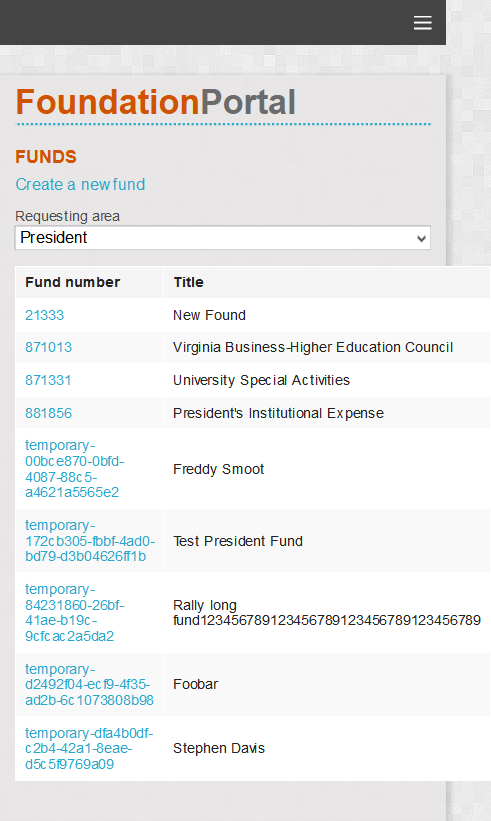 FoundationPortal
FUNDS
Create a new fund
Requesting area
President
Fund number Title
21333 New Found
871013 Virginia Business-Higher Education Council
871331 University Special Activities
881856 President's Institutional Expense
temporary-
00bce870-0bfd-
4087-88c5-
a4621a5565e2
Freddy Smoot
temporary-
172cb305-fbbf-4ad0-
bd79-d3b04626ff1b
Test President Fund
temporary-
84231860-26bf-
41ae-b19c-
9cfcac2a5da2
Rally long
fund123456789123456789123456789123456789
temporary-
d2492f04-ecf9-4f35-
ad2b-6c1073808b98
Foobar
temporary-dfa4b0df-
c2b4-42a1-8eae-
d5c5f9769a09
Stephen Davis